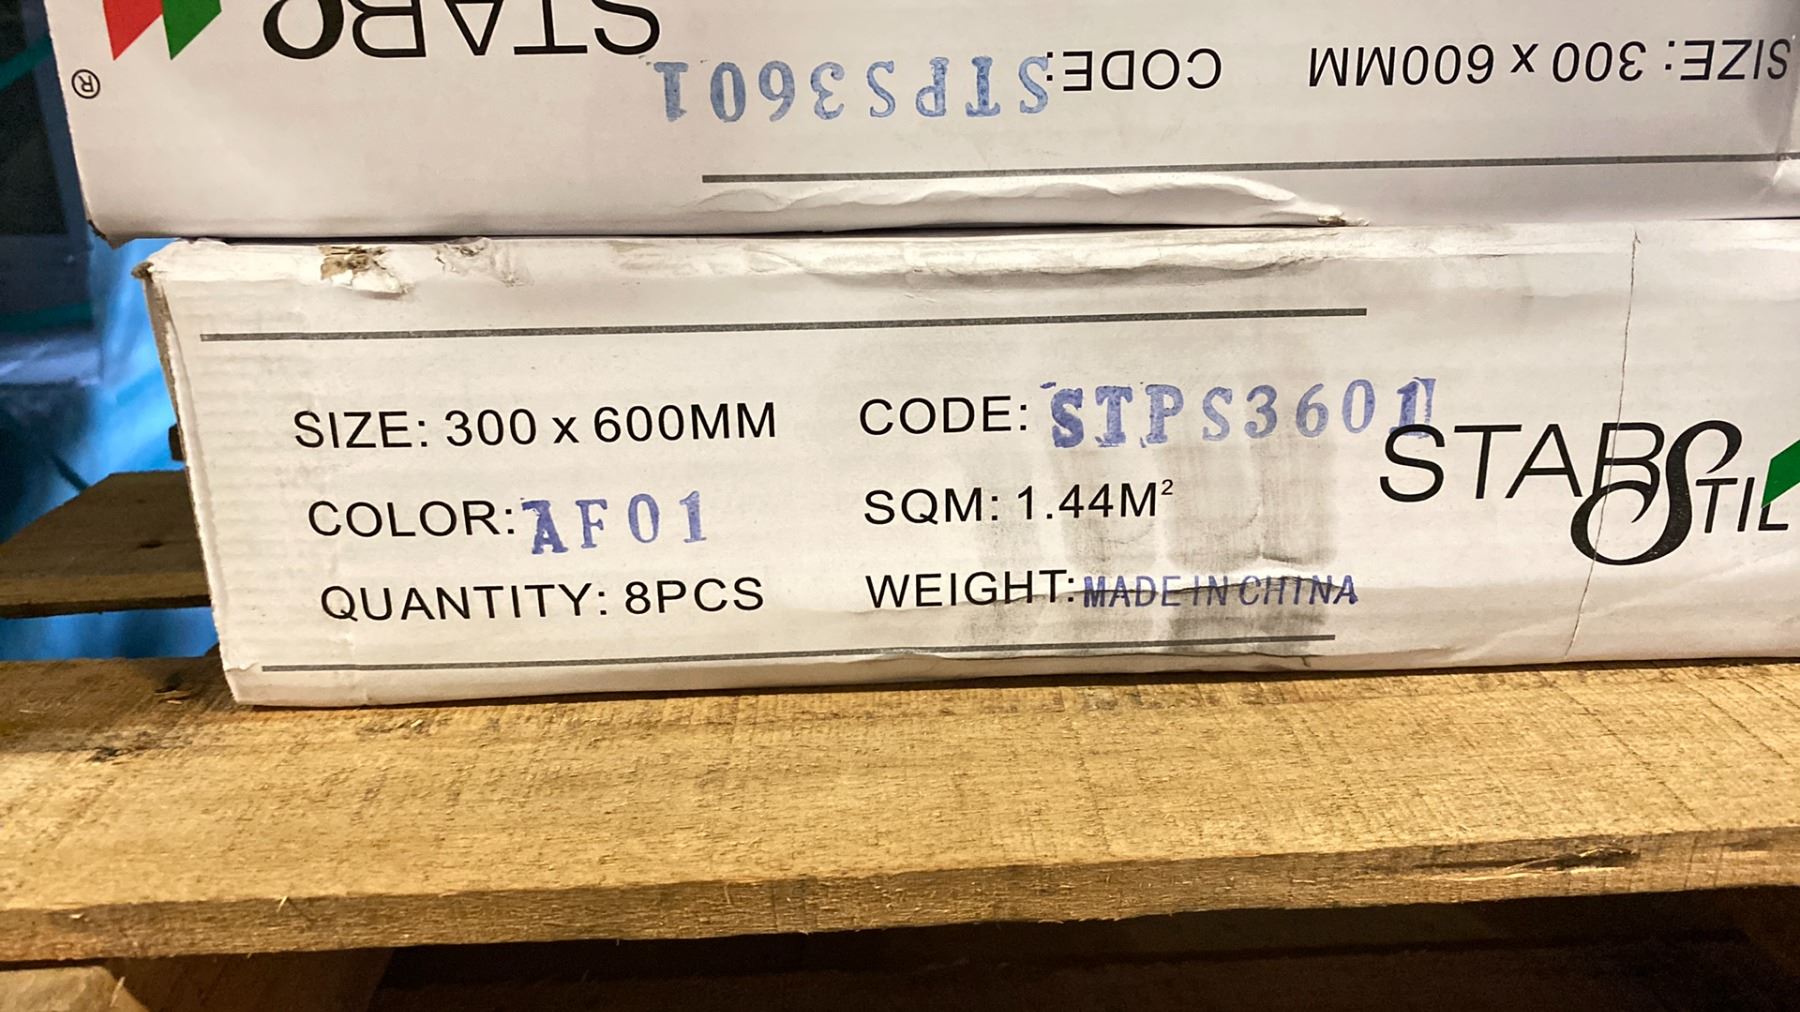 SIZE: 300 x 600MM CODE: STPS3601
STAB
®
SIZE: 300 x 600MM CODE: STPS3601
COLOR: AF01 SQM: 1.44M²
QUANTITY: 8PCS WEIGHT: MADE IN CHINA
STABSTIL